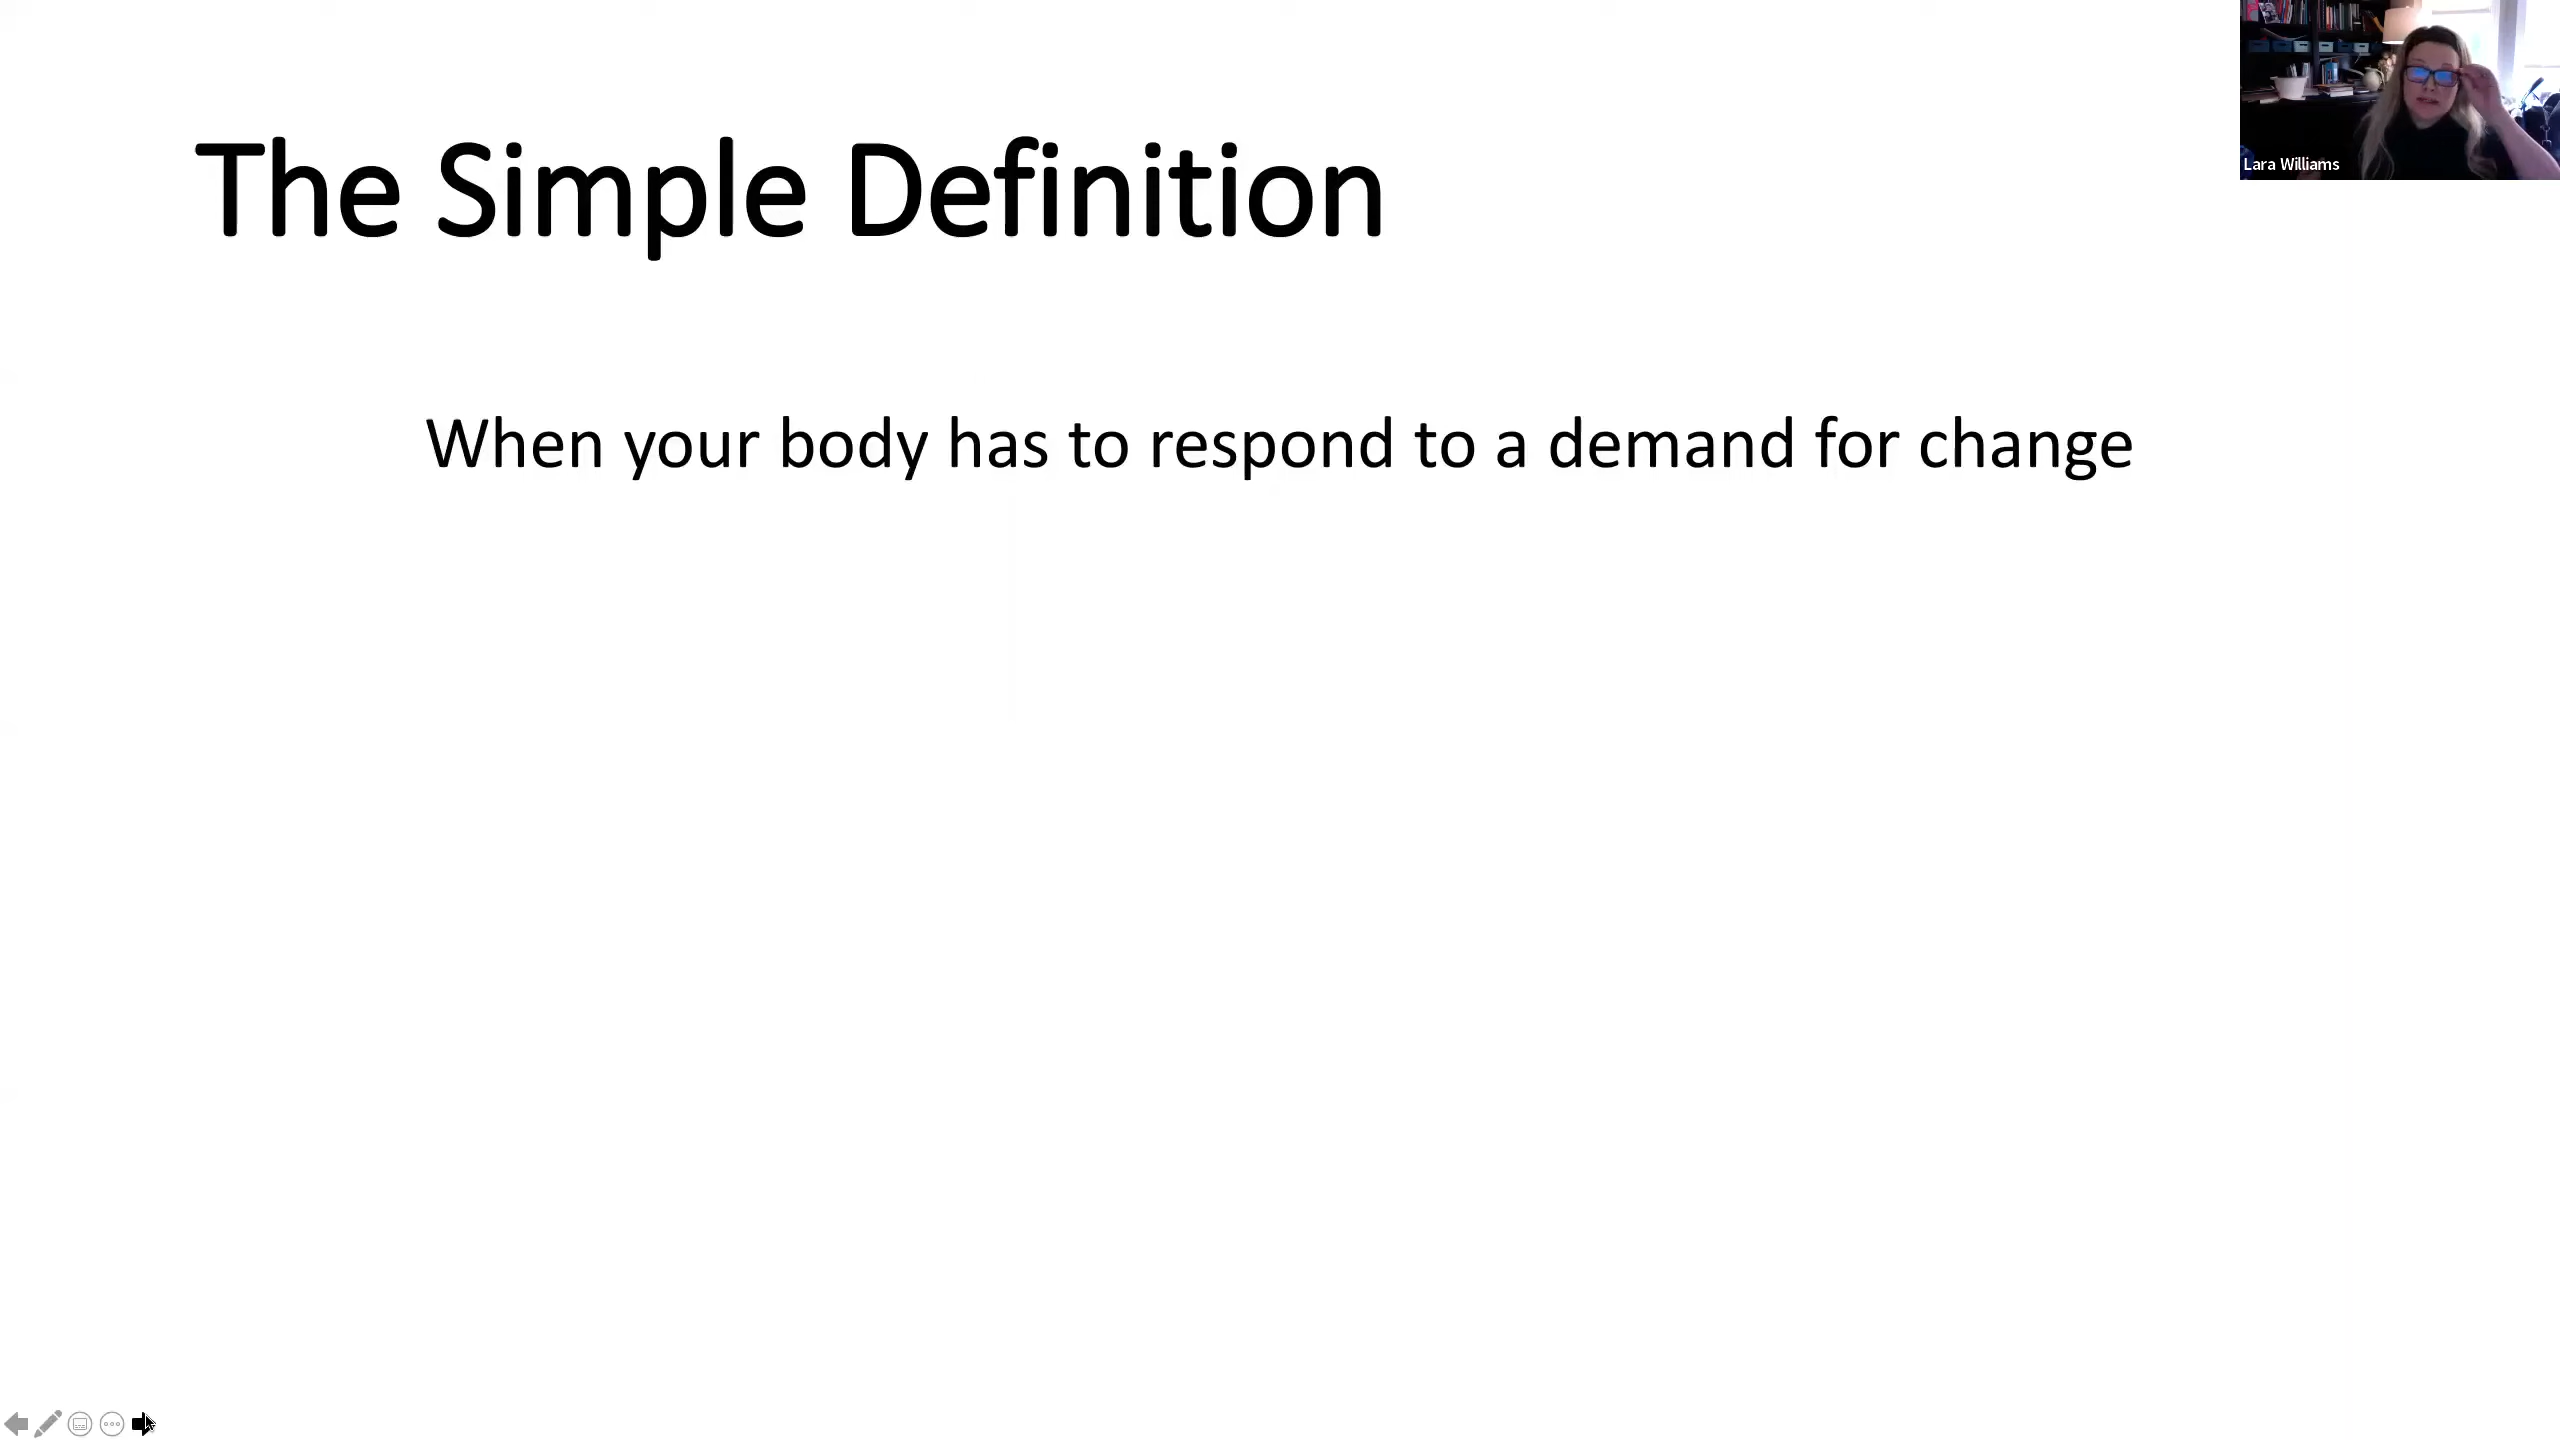 The Simple Definition
Lara Williams
When your body has to respond to a demand for change